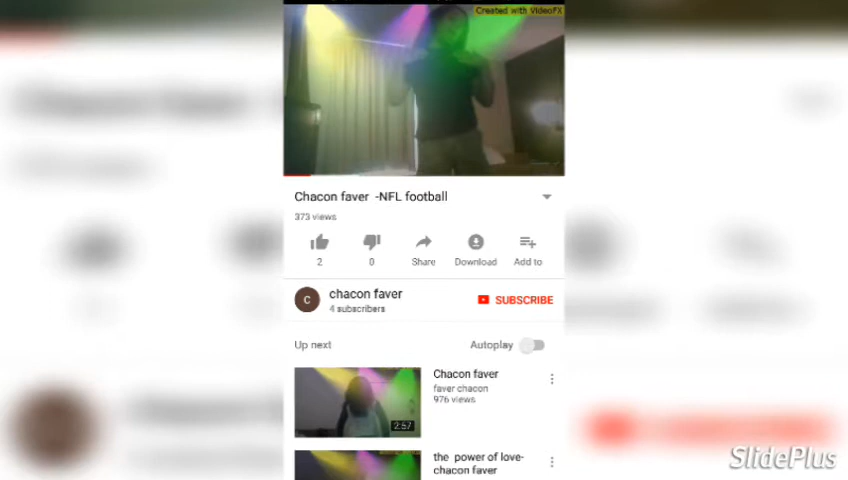 Created with VideoFX
Chacon faver -NFL football
373 views
2
0
Share
Download
Add to
C
chacon faver
4 subscribers
SUBSCRIBE
Up next
Autoplay
Chacon faver
faver chacon
976 views
2:57
the power of love-
chacon faver
SlidePlus